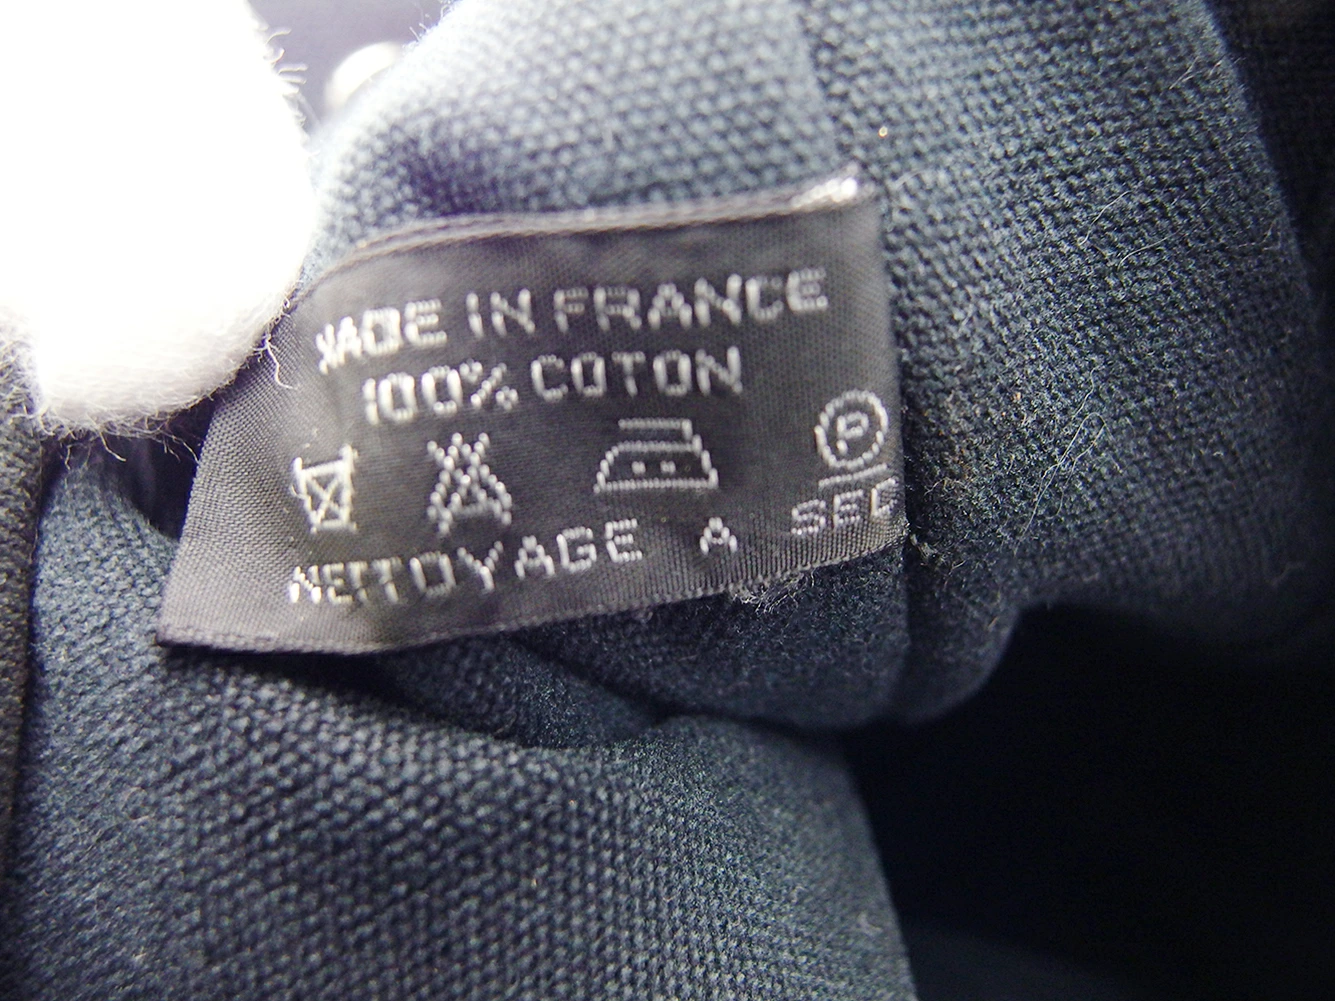 MADE IN FRANCE
100% COTON
P
NETTOYAGE A SEC